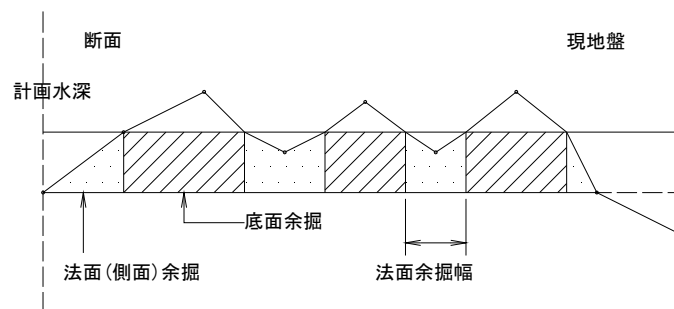 断面
現地盤
計画水深
底面余掘
法面(側面)余掘
法面余掘幅